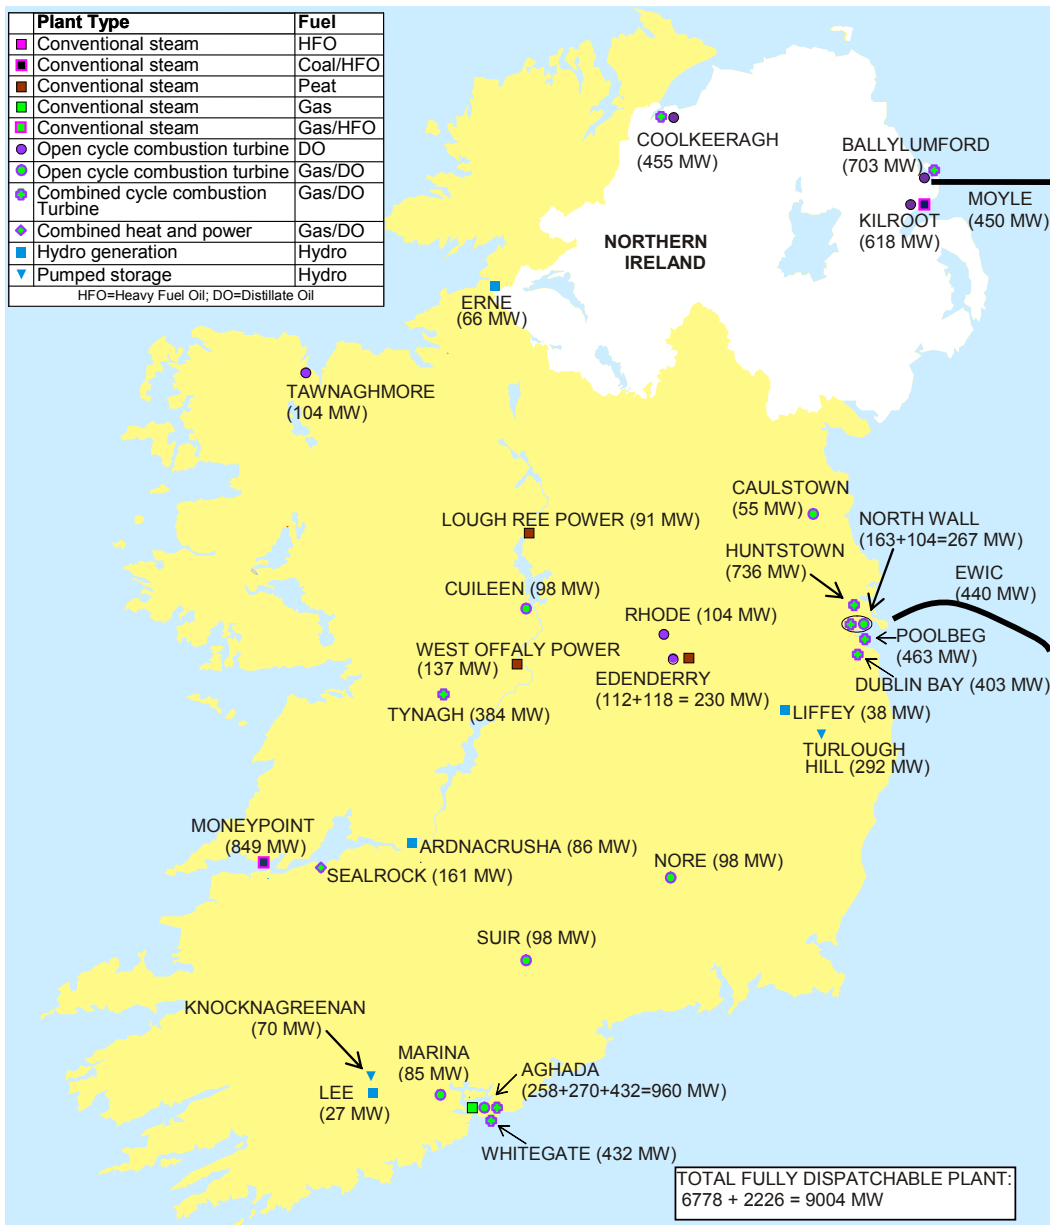 Plant Type Fuel
Conventional steam HFO
Conventional steam Coal/HFO
Conventional steam Peat
Conventional steam Gas
Conventional steam Gas/HFO
Open cycle combustion turbine DO
Open cycle combustion turbine Gas/DO
Combined cycle combustion Gas/DO
Turbine
Combined heat and power Gas/DO
Hydro generation Hydro
Pumped storage Hydro
HFO=Heavy Fuel Oil; DO=Distillate Oil
COOLKEERAGH
(455 MW)
BALLYLUMFORD
(703 MW)
MOYLE
(450 MW)
KILROOT
(618 MW)
NORTHERN
IRELAND
ERNE
(66 MW)
TAWNAGHMORE
(104 MW)
CAULSTOWN
(55 MW)
LOUGH REE POWER (91 MW)
NORTH WALL
(163+104=267 MW)
HUNTSTOWN
(736 MW)
EWIC
(440 MW)
CUILEEN (98 MW)
RHODE (104 MW)
POOLBEG
(463 MW)
WEST OFFALY POWER
(137 MW)
EDENDERRY
(112+118 = 230 MW)
DUBLIN BAY (403 MW)
TYNAGH (384 MW)
LIFFEY (38 MW)
TURLOUGH
HILL (292 MW)
MONEYPOINT
(849 MW)
ARDNACRUSHA (86 MW)
SEALROCK (161 MW)
NORE (98 MW)
SUIR (98 MW)
KNOCKNAGREENAN
(70 MW)
MARINA
(85 MW)
LEE
(27 MW)
AGHADA
(258+270+432=960 MW)
WHITEGATE (432 MW)
TOTAL FULLY DISPATCHABLE PLANT:
6778 + 2226 = 9004 MW